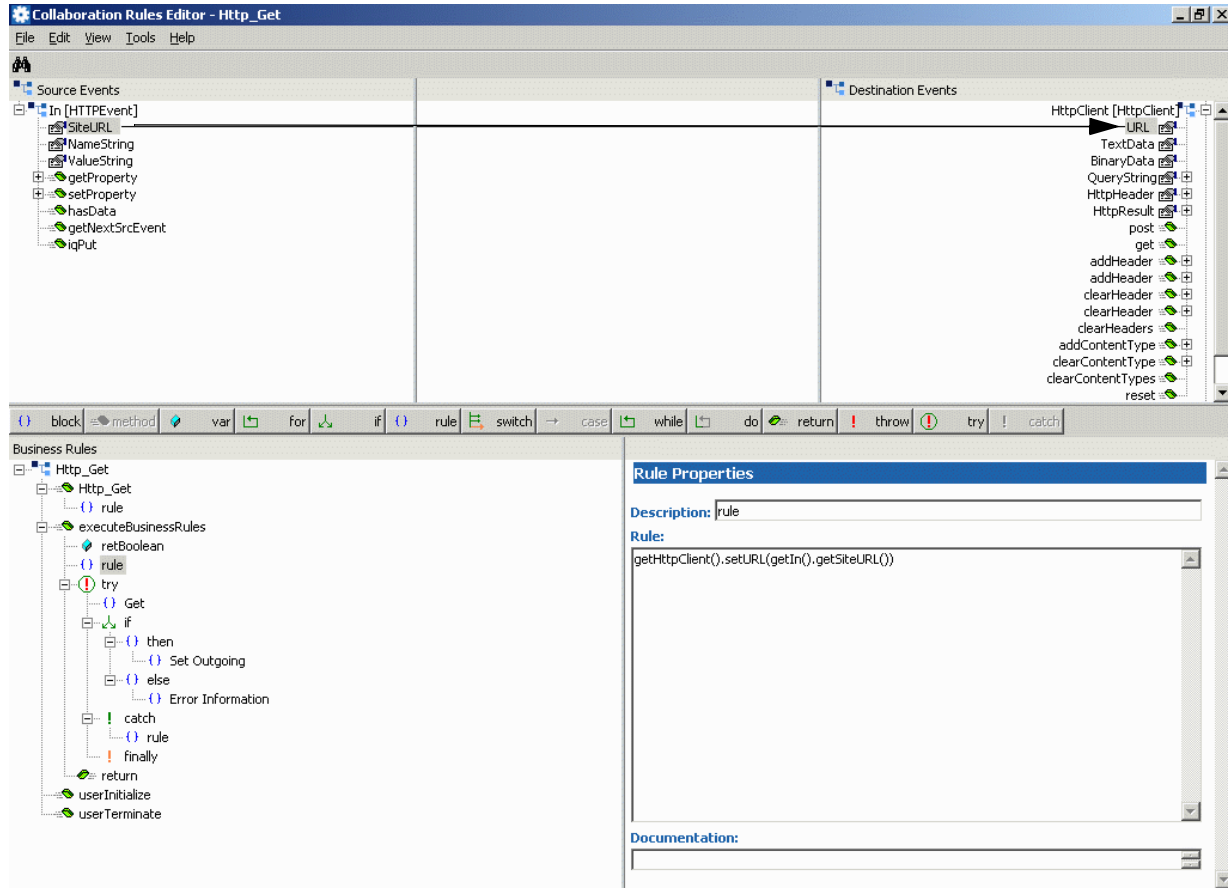 Collaboration Rules Editor - Http_Get
File Edit View Tools Help
Source Events
Destination Events
In [HTTPEvent]
SiteURL
NameString
ValueString
getProperty
setProperty
hasData
getNextSrcEvent
iqPut
HttpClient [HttpClient]
URL
TextData
BinaryData
QueryString
HttpHeader
HttpResult
post
get
addHeader
addHeader
clearHeader
clearHeader
clearHeaders
addContentType
clearContentType
clearContentTypes
reset
{} block method var for if {} rule switch case while do return ! throw ! try ! catch
Business Rules
Http_Get
Http_Get
{} rule
executeBusinessRules
retBoolean
{} rule
! try
{} Get
if
{} then
{} Set Outgoing
{} else
{} Error Information
! catch
{} rule
! finally
return
userInitialize
userTerminate
Rule Properties
Description: rule
Rule:
getHttpClient().setURL(getIn().getSiteURL())
Documentation: